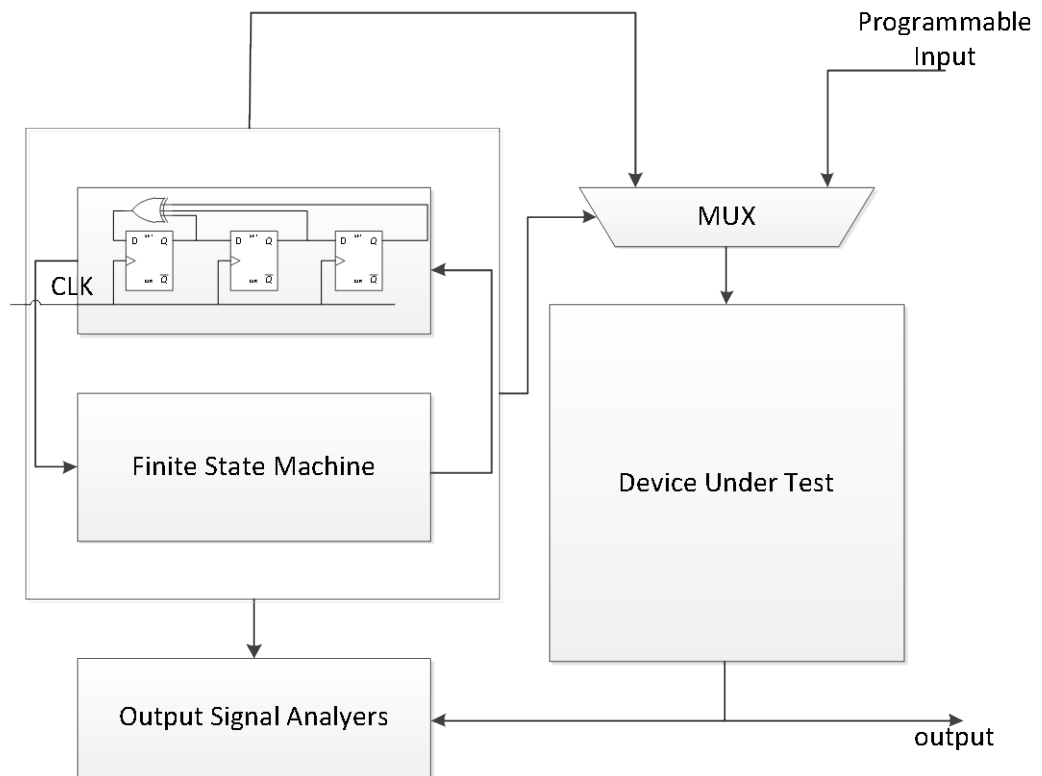 Programmable
Input
MUX
D
Q
Q
D
Q
Q
D
Q
Q
CLK
Finite State Machine
Device Under Test
Output Signal Analyers
output